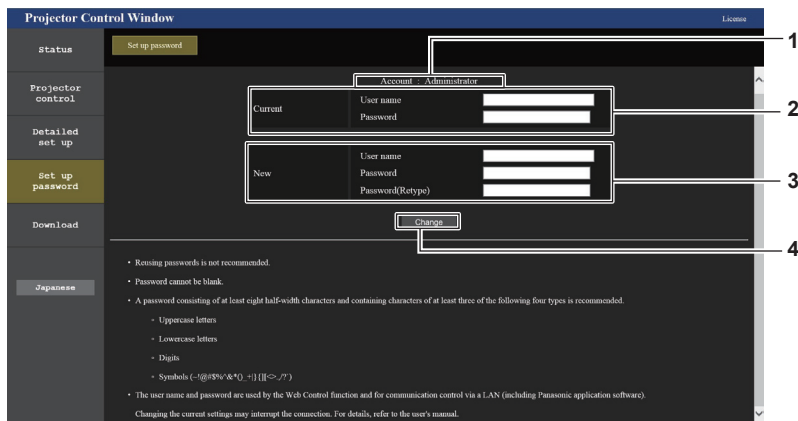 Projector Control Window
License
Status
Set up password
1
Account : Administrator
Projector
control
Current
User name
Password
2
Detailed
set up
New
User name
Password
Password(Retype)
3
Set up
password
Change
4
Download
• Reusing passwords is not recommended.
• Password cannot be blank.
Japanese
• A password consisting of at least eight half-width characters and containing characters of at least three of the following four types is recommended.
◦ Uppercase letters
◦ Lowercase letters
◦ Digits
◦ Symbols (~!@#$%^&*()_+|}{][<>,./?`)
• The user name and password are used by the Web Control function and for communication control via a LAN (including Panasonic application software).
Changing the current settings may interrupt the connection. For details, refer to the user's manual.